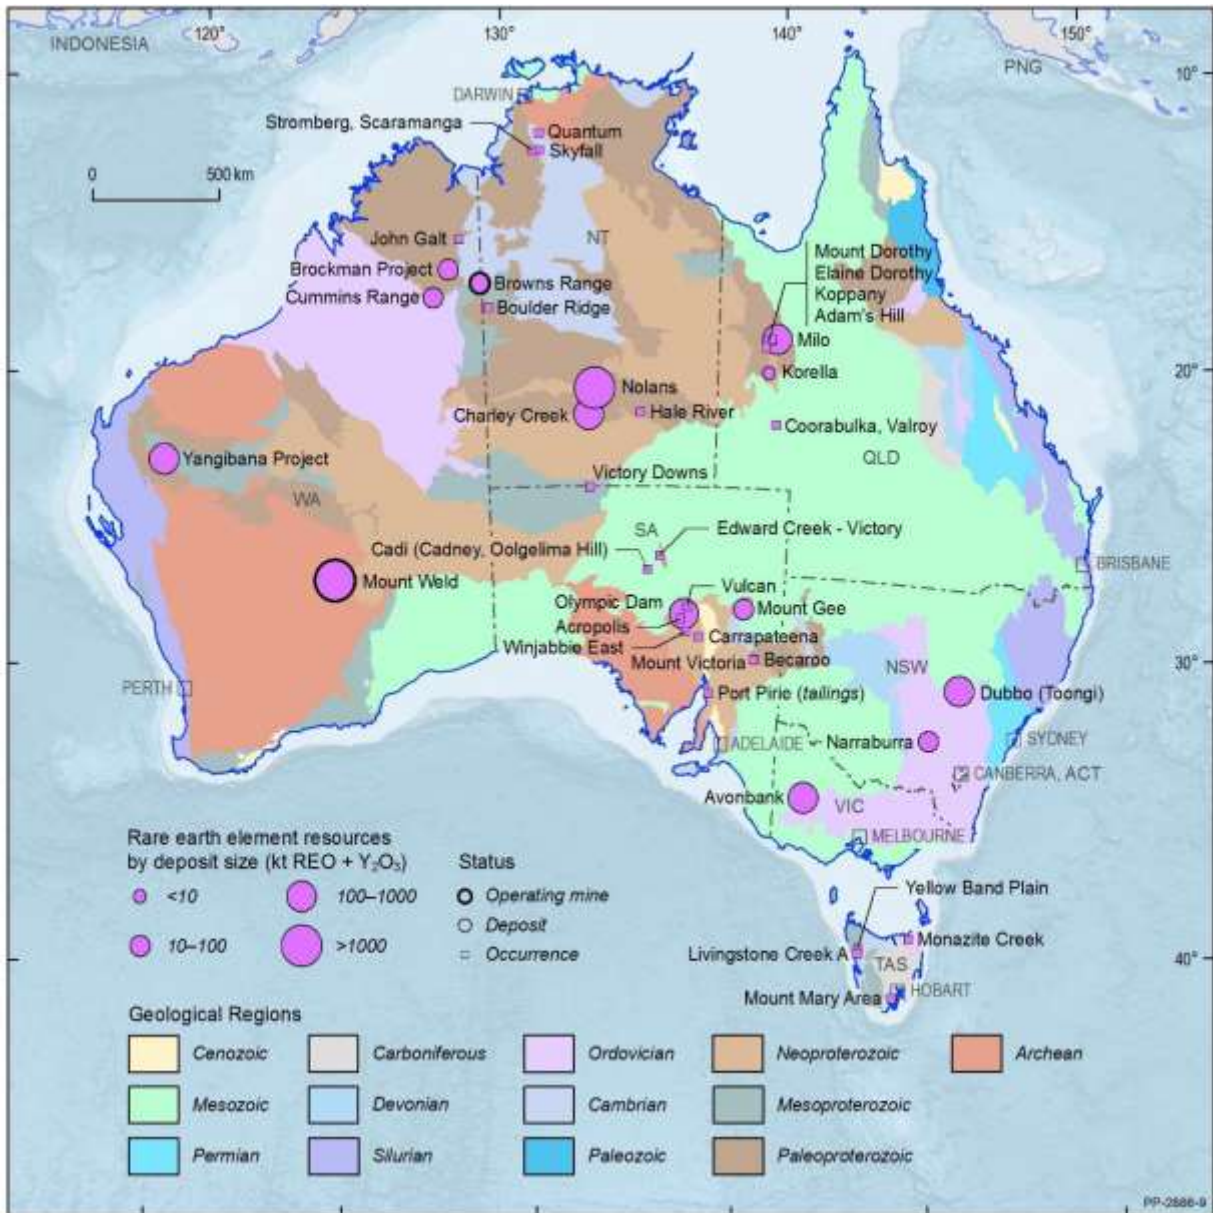 120°
130°
140°
150°
INDONESIA
PNG
10°
DARWIN
Stromberg, Scaramanga
Quantum
Skyfall
0
500 km
John Galt
NT
Brockman Project
Cummins Range
Browns Range
Boulder Ridge
Mount Dorothy
Elaine Dorothy
Koppany
Adam's Hill
Milo
Korella
20°
Nolans
Charley Creek
Hale River
Coorabulka, Valroy
QLD
Yangibana Project
Victory Downs
WA
SA
Edward Creek - Victory
Cadi (Cadney, Oolgelima Hill)
BRISBANE
Mount Weld
Vulcan
Olympic Dam
Mount Gee
Acropolis
Winjabbie East
Carrapateena
Mount Victoria
Becaroo
NSW
30°
PERTH
Port Pirie (tailings)
Dubbo (Toongi)
ADELAIDE
Narraburra
SYDNEY
CANBERRA, ACT
Avonbank
VIC
MELBOURNE
Rare earth element resources
by deposit size (kt REO + Y₂O₃)
<10
100–1000
10–100
>1000
Status
Operating mine
Deposit
Occurrence
Yellow Band Plain
Monazite Creek
Livingstone Creek A
TAS
40°
HOBART
Mount Mary Area
Geological Regions
Cenozoic
Carboniferous
Ordovician
Neoproterozoic
Archean
Mesozoic
Devonian
Cambrian
Mesoproterozoic
Permian
Silurian
Paleozoic
Paleoproterozoic
PP-2886-9